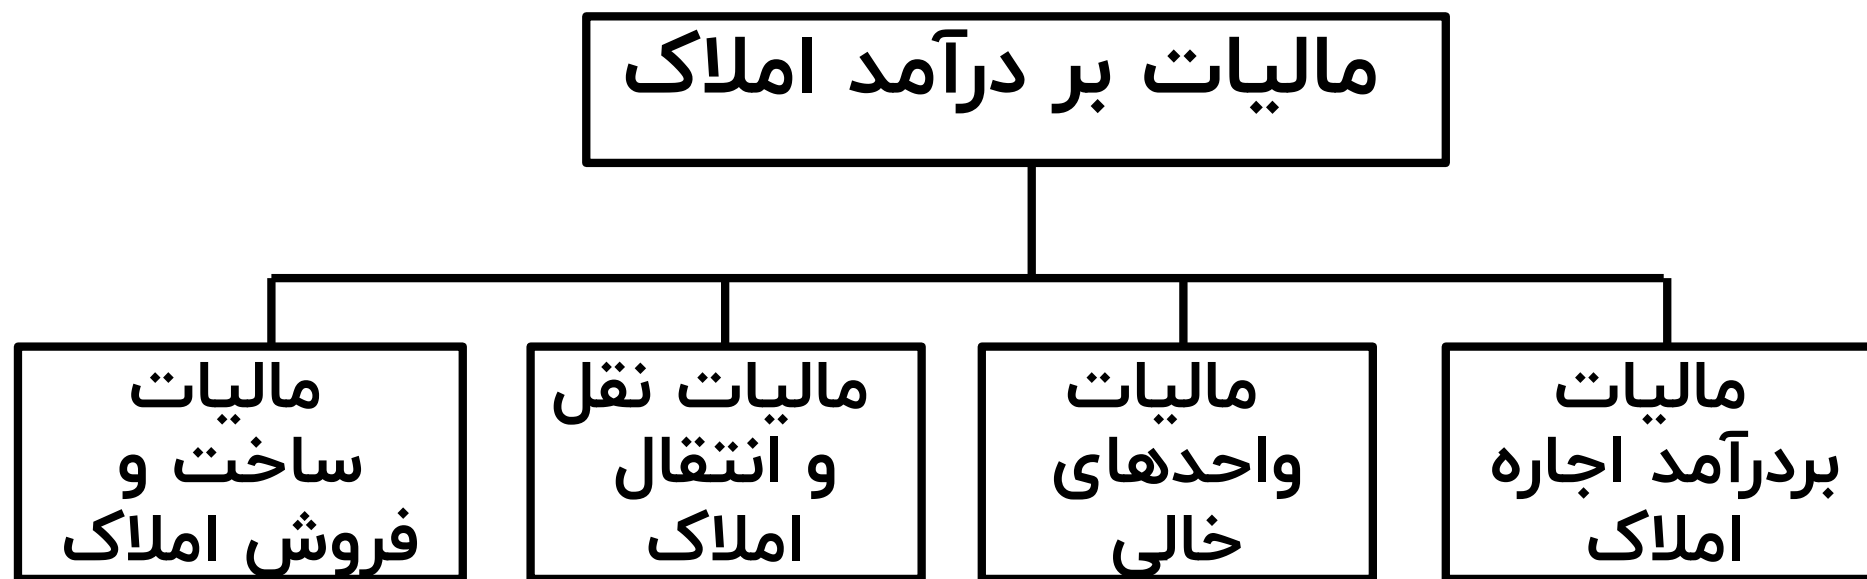 مالیات بر درآمد املاک
مالیات
بردرآمد اجاره
املاک
مالیات
واحدهای
خالی
مالیات نقل
و انتقال
املاک
مالیات
ساخت و
فروش املاک